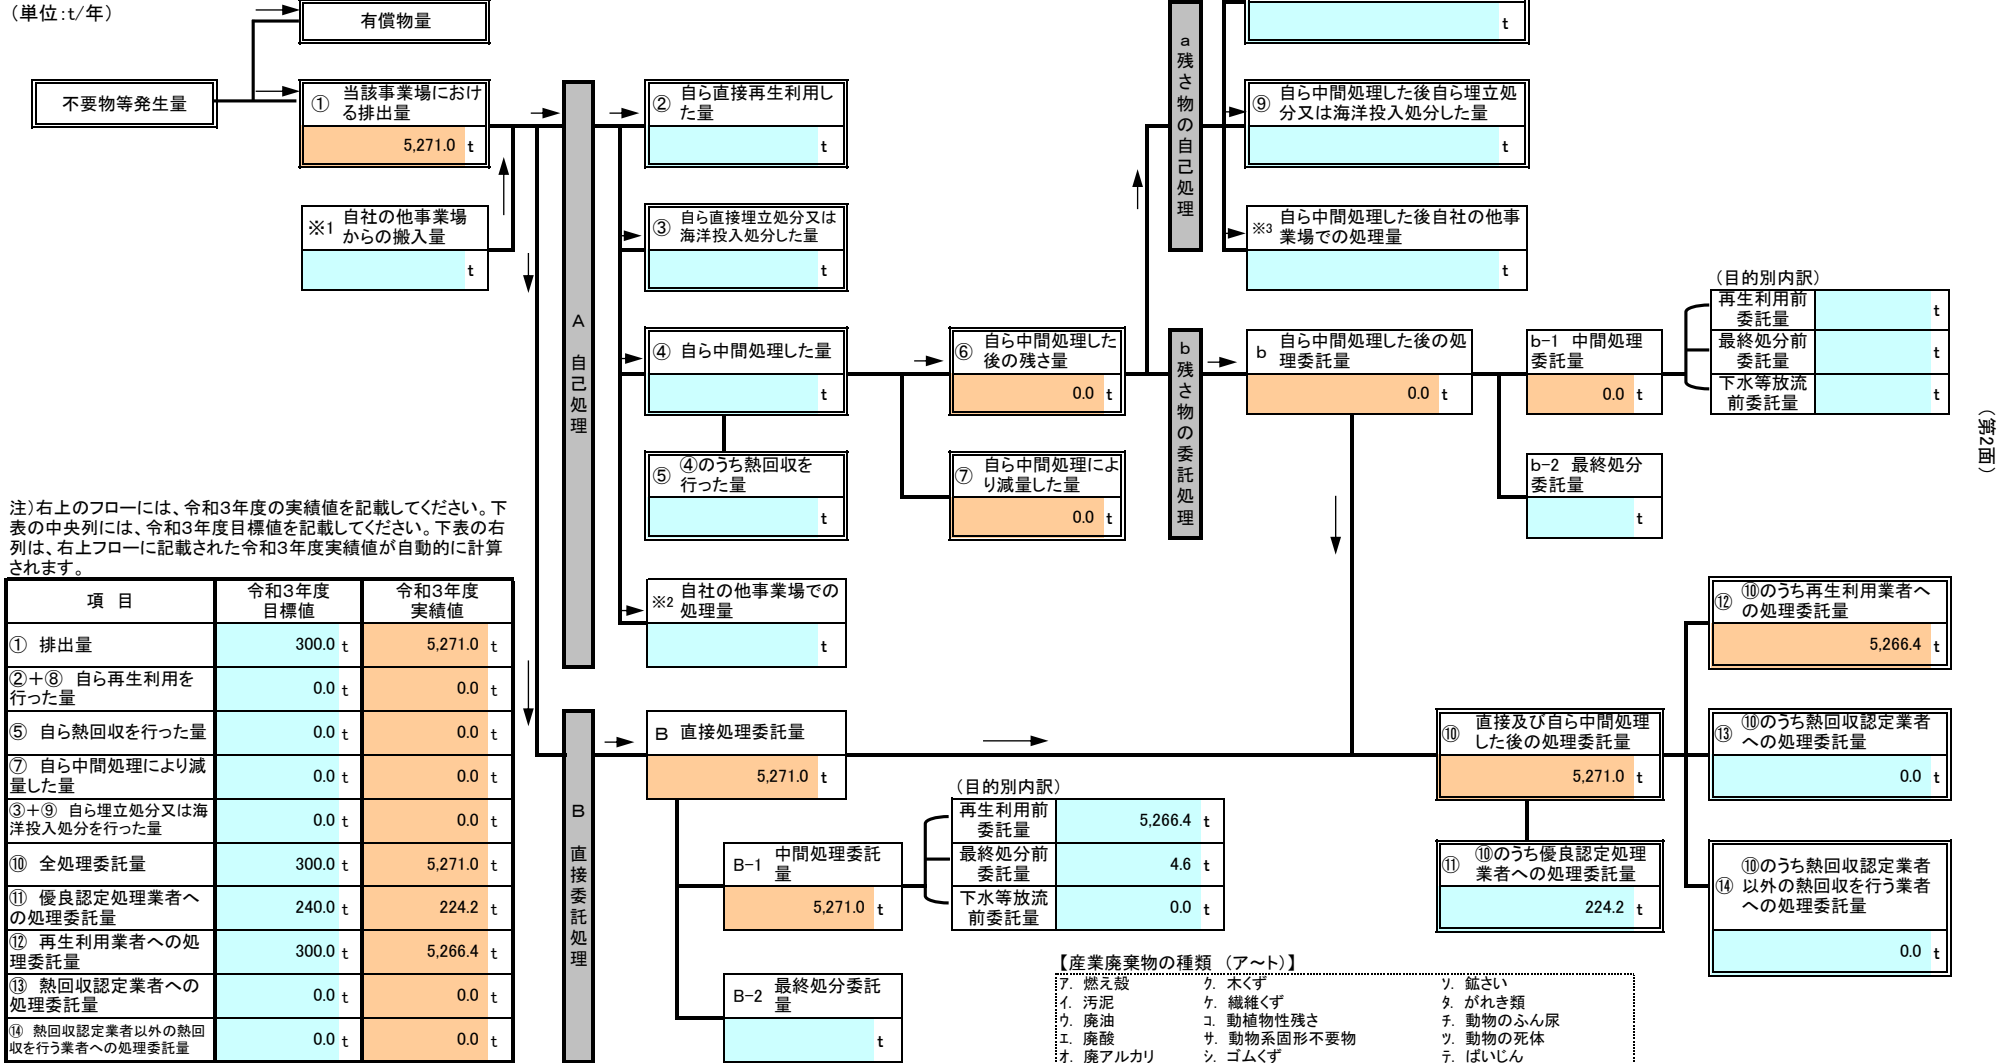 （単位:t/年）
有償物量
不要物等発生量
① 当該事業場におけ
る排出量
5,271.0 t
※1 自社の他事業場
からの搬入量
t
A 自己処理
② 自ら直接再生利用し
た量
t
③ 自ら直接埋立処分又は
海洋投入処分した量
t
④ 自ら中間処理した量
t
⑤ ④のうち熱回収を
行った量
t
※2 自社の他事業場での
処理量
t
⑥ 自ら中間処理した
後の残さ量
0.0 t
⑦ 自ら中間処理によ
り減量した量
0.0 t
a 残さ物の自己処理
t
⑨ 自ら中間処理した後自ら埋立処
分又は海洋投入処分した量
t
※3 自ら中間処理した後自社の他事
業場での処理量
t
b 残さ物の委託処理
b 自ら中間処理した後の処
理委託量
0.0 t
b-1 中間処理
委託量
0.0 t
b-2 最終処分
委託量
t
（目的別内訳）
再生利用前
委託量
t
最終処分前
委託量
t
下水等放流
前委託量
t
（第2面）
注）右上のフローには、令和3年度の実績値を記載してください。下
表の中央列には、令和3年度目標値を記載してください。下表の右
列は、右上フローに記載された令和3年度実績値が自動的に計算
されます。
項 目
令和3年度
目標値
令和3年度
実績値
① 排出量
300.0 t 5,271.0 t
②＋⑧ 自ら再生利用を
行った量
0.0 t 0.0 t
⑤ 自ら熱回収を行った量
0.0 t 0.0 t
⑦ 自ら中間処理により減
量した量
0.0 t 0.0 t
③＋⑨ 自ら埋立処分又は海
洋投入処分を行った量
0.0 t 0.0 t
⑩ 全処理委託量
300.0 t 5,271.0 t
⑪ 優良認定処理業者へ
の処理委託量
240.0 t 224.2 t
⑫ 再生利用業者への処
理委託量
300.0 t 5,266.4 t
⑬ 熱回収認定業者への
処理委託量
0.0 t 0.0 t
⑭ 熱回収認定業者以外の熱回
収を行う業者への処理委託量
0.0 t 0.0 t
B 直接委託処理
B 直接処理委託量
5,271.0 t
B-1 中間処理委託
量
5,271.0 t
B-2 最終処分委託
量
t
（目的別内訳）
再生利用前
委託量
5,266.4 t
最終処分前
委託量
4.6 t
下水等放流
前委託量
0.0 t
⑩ 直接及び自ら中間処理
した後の処理委託量
5,271.0 t
⑪ ⑩のうち優良認定処理
業者への処理委託量
224.2 t
⑫ ⑩のうち再生利用業者へ
の処理委託量
5,266.4 t
⑬ ⑩のうち熱回収認定業者
への処理委託量
0.0 t
⑭ ⑩のうち熱回収認定業者
以外の熱回収を行う業者
への処理委託量
0.0 t
【産業廃棄物の種類 （ア～ト）】
ア. 燃え殻 ク. 木くず ソ. 鉱さい
イ. 汚泥 ケ. 繊維くず タ. がれき類
ウ. 廃油 コ. 動植物性残さ チ. 動物のふん尿
エ. 廃酸 サ. 動物系固形不要物 ツ. 動物の死体
オ. 廃アルカリ シ. ゴムくず テ. ばいじん